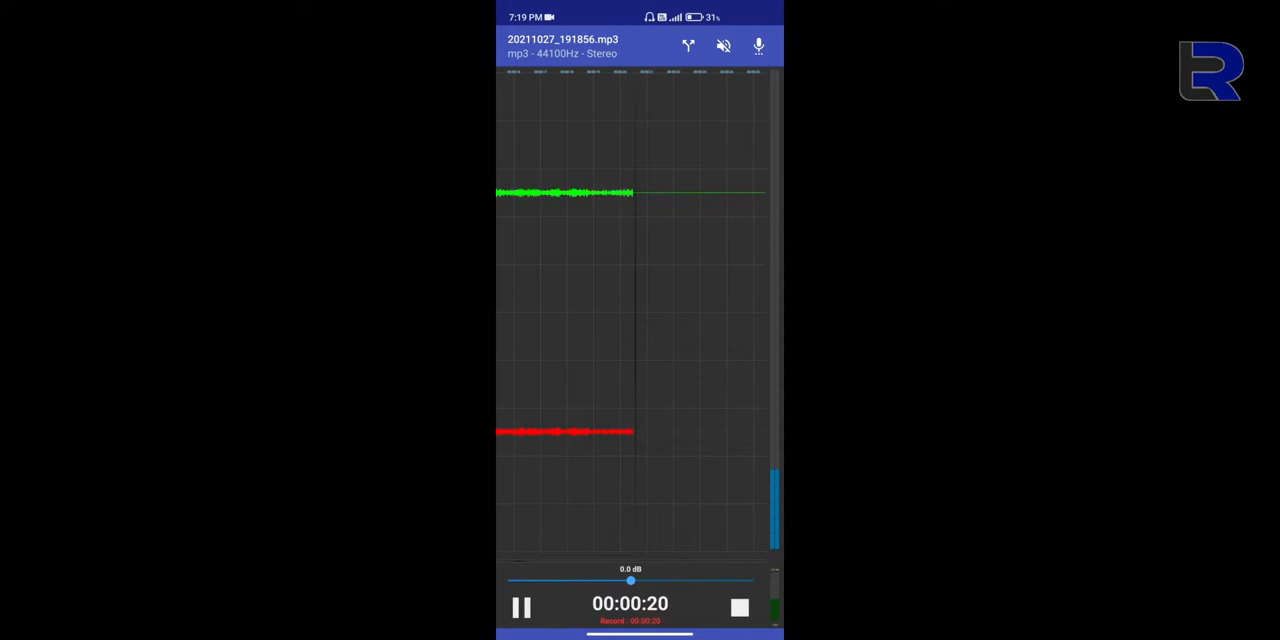 7:19 PM 31%
20211027_191856.mp3
mp3 - 44100Hz - Stereo
0.0 dB
00:00:20
Record : 00:00:20